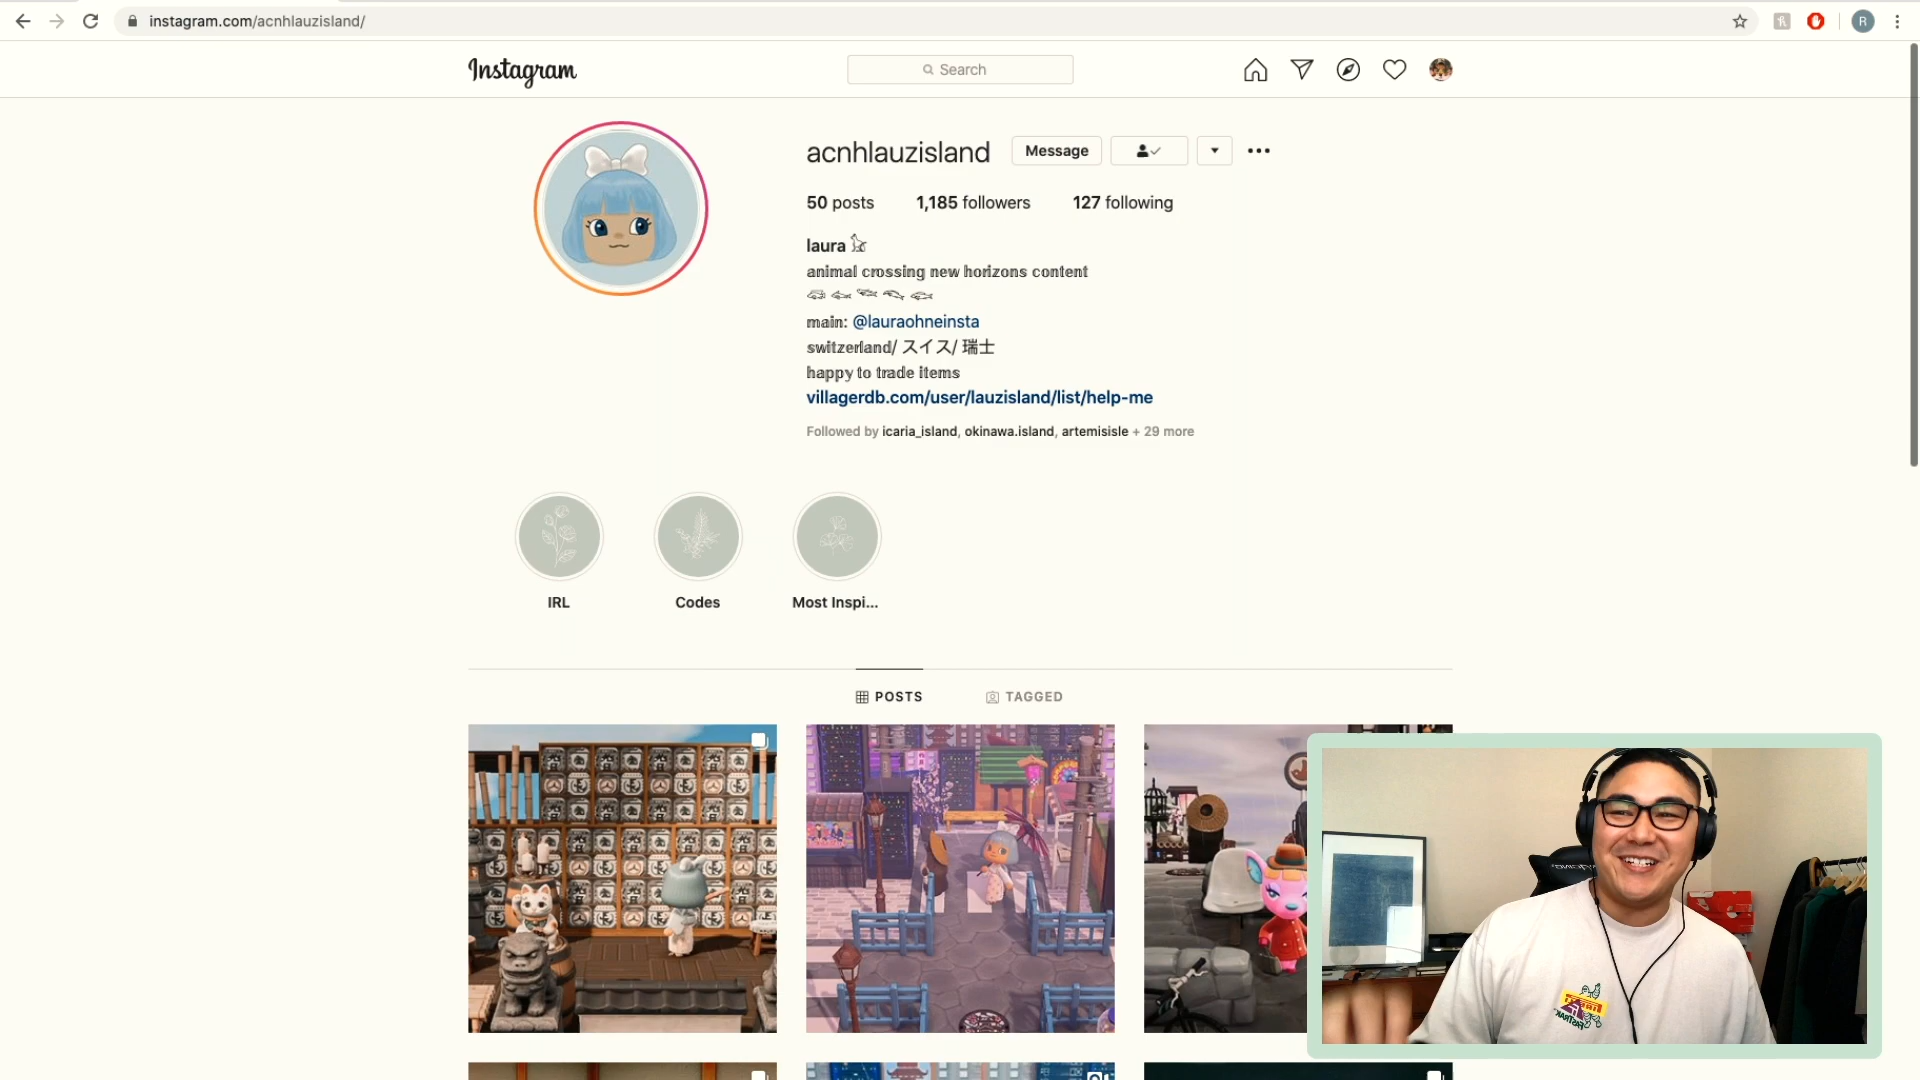 instagram.com/acnhlauzisland/
R
Instagram
Search
acnhlauzisland
Message
50 posts
1,185 followers
127 following
laura
animal crossing new horizons content
main: @lauraohneinsta
switzerland/ スイス/ 瑞士
happy to trade items
villagerdb.com/user/lauzisland/list/help-me
Followed by icaria_island, okinawa.island, artemisisle + 29 more
IRL
Codes
Most Inspi...
POSTS
TAGGED